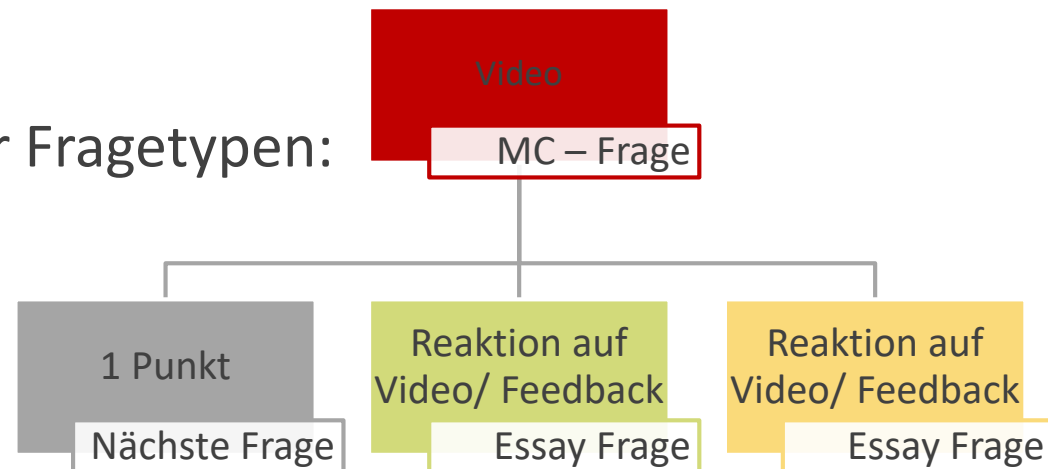 Video
r Fragetypen:
MC – Frage
1 Punkt
Nächste Frage
Reaktion auf
Video/ Feedback
Essay Frage
Reaktion auf
Video/ Feedback
Essay Frage